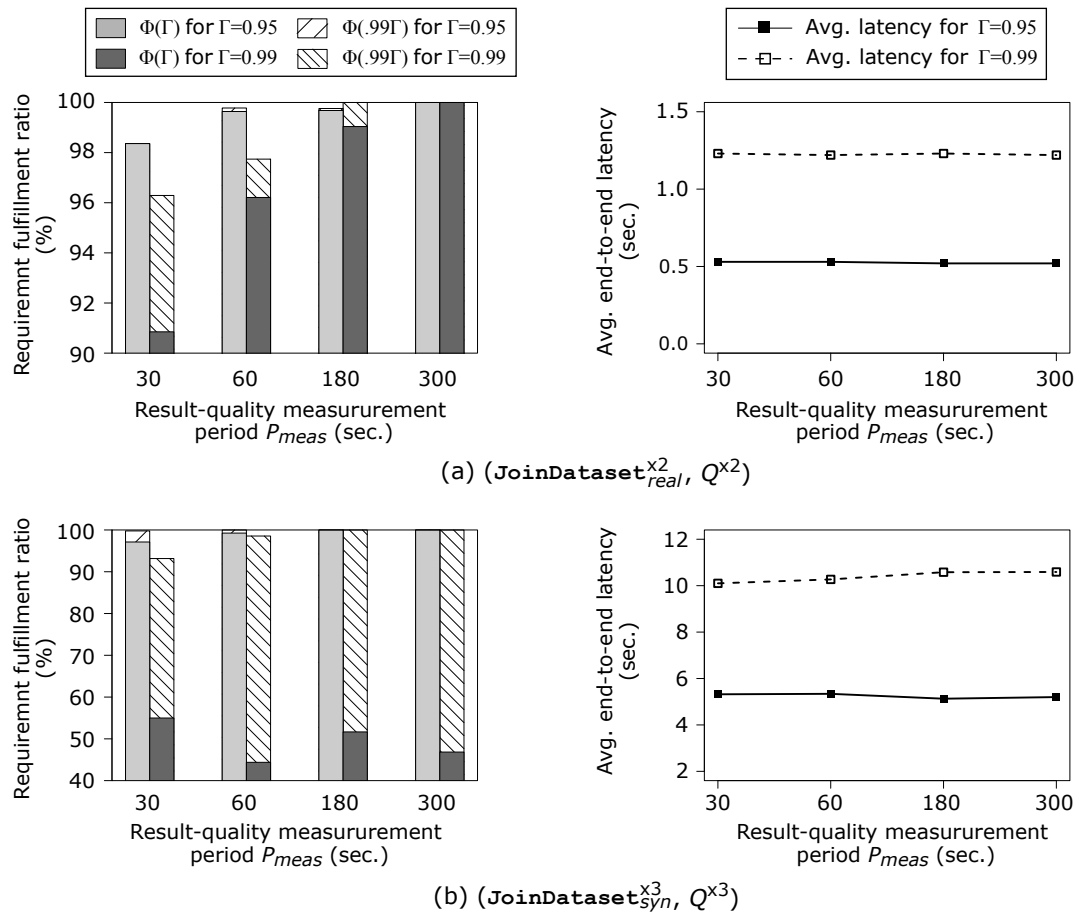 Φ(Γ) for Γ=0.95
Φ(.99Γ) for Γ=0.95
Φ(Γ) for Γ=0.99
Φ(.99Γ) for Γ=0.99
Avg. latency for Γ=0.95
Avg. latency for Γ=0.99
Requiremnt fulfillment ratio
(%)
100
98
96
94
92
90
30 60 180 300
Result-quality measururement
period P_meas (sec.)
Avg. end-to-end latency
(sec.)
1.5
1.0
0.5
0.0
30 60 180 300
Result-quality measururement
period P_meas (sec.)
(a) (JoinDataset^x2_real, Q^x2)
Requiremnt fulfillment ratio
(%)
100
90
80
70
60
50
40
30 60 180 300
Result-quality measururement
period P_meas (sec.)
Avg. end-to-end latency
(sec.)
12
10
8
6
4
2
30 60 180 300
Result-quality measururement
period P_meas (sec.)
(b) (JoinDataset^x3_syn, Q^x3)